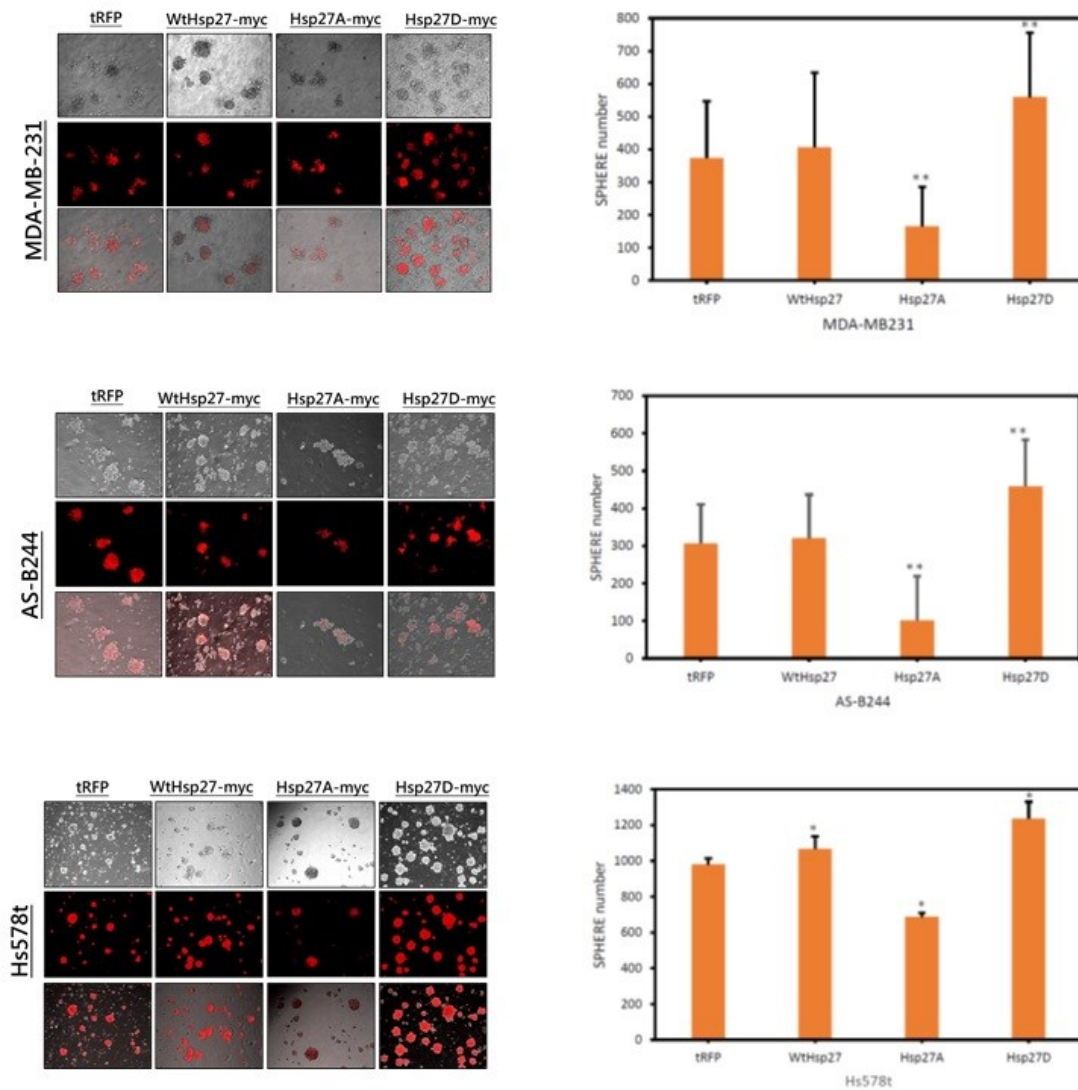 tRFP WtHsp27-myc Hsp27A-myc Hsp27D-myc
MDA-MB-231
SPHERE number
800
700
600
500
400
300
200
100
0
**
**
tRFP WtHsp27 Hsp27A Hsp27D
MDA-MB231
tRFP WtHsp27-myc Hsp27A-myc Hsp27D-myc
AS-B244
SPHERE number
700
600
500
400
300
200
100
0
**
**
tRFP WtHsp27 Hsp27A Hsp27D
AS-B244
tRFP WtHsp27-myc Hsp27A-myc Hsp27D-myc
Hs578t
SPHERE number
1400
1200
1000
800
600
400
200
0
*
*
*
tRFP WtHsp27 Hsp27A Hsp27D
Hs578t